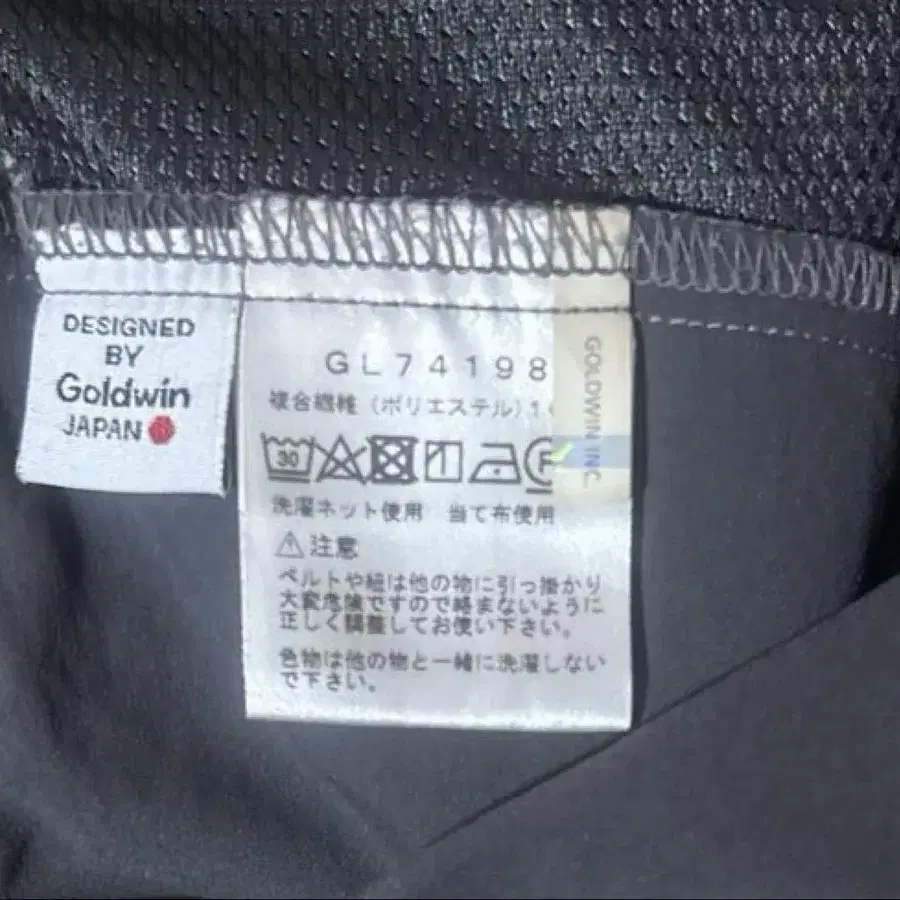 DESIGNED
BY
Goldwin
JAPAN
GL74198
複合繊維(ポリエステル)1
GOLDWIN INC.
30
F
洗濯ネット使用 当て布使用
注意
ベルトや紐は他の物に引っ掛かり
大変危険ですので絡まないように
正しく調整してお使い下さい。
色物は他の物と一緒に洗濯しない
で下さい。